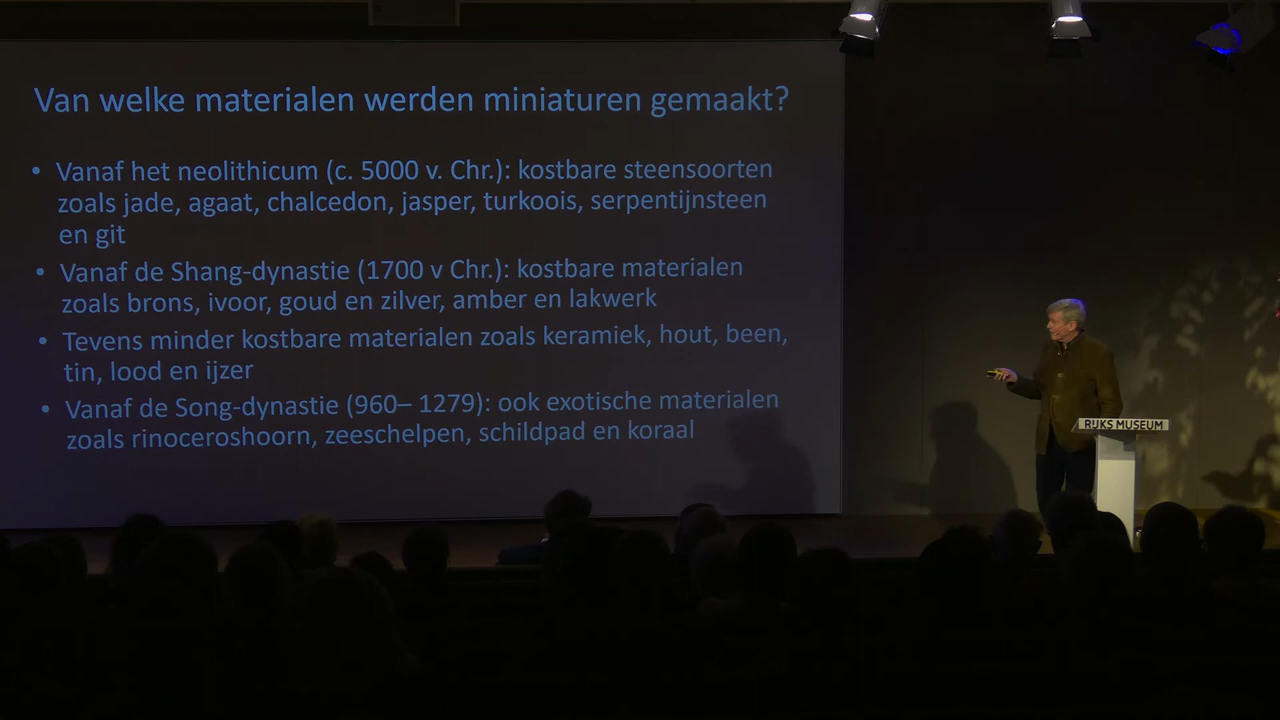 Van welke materialen werden miniaturen gemaakt?
• Vanaf het neolithicum (c. 5000 v. Chr.): kostbare steensoorten
zoals jade, agaat, chalcedon, jasper, turkoois, serpentijnsteen
en git
• Vanaf de Shang-dynastie (1700 v Chr.): kostbare materialen
zoals brons, ivoor, goud en zilver, amber en lakwerk
• Tevens minder kostbare materialen zoals keramiek, hout, been,
tin, lood en ijzer
• Vanaf de Song-dynastie (960– 1279): ook exotische materialen
zoals rinoceroshoorn, zeeschelpen, schildpad en koraal
RIJKS MUSEUM